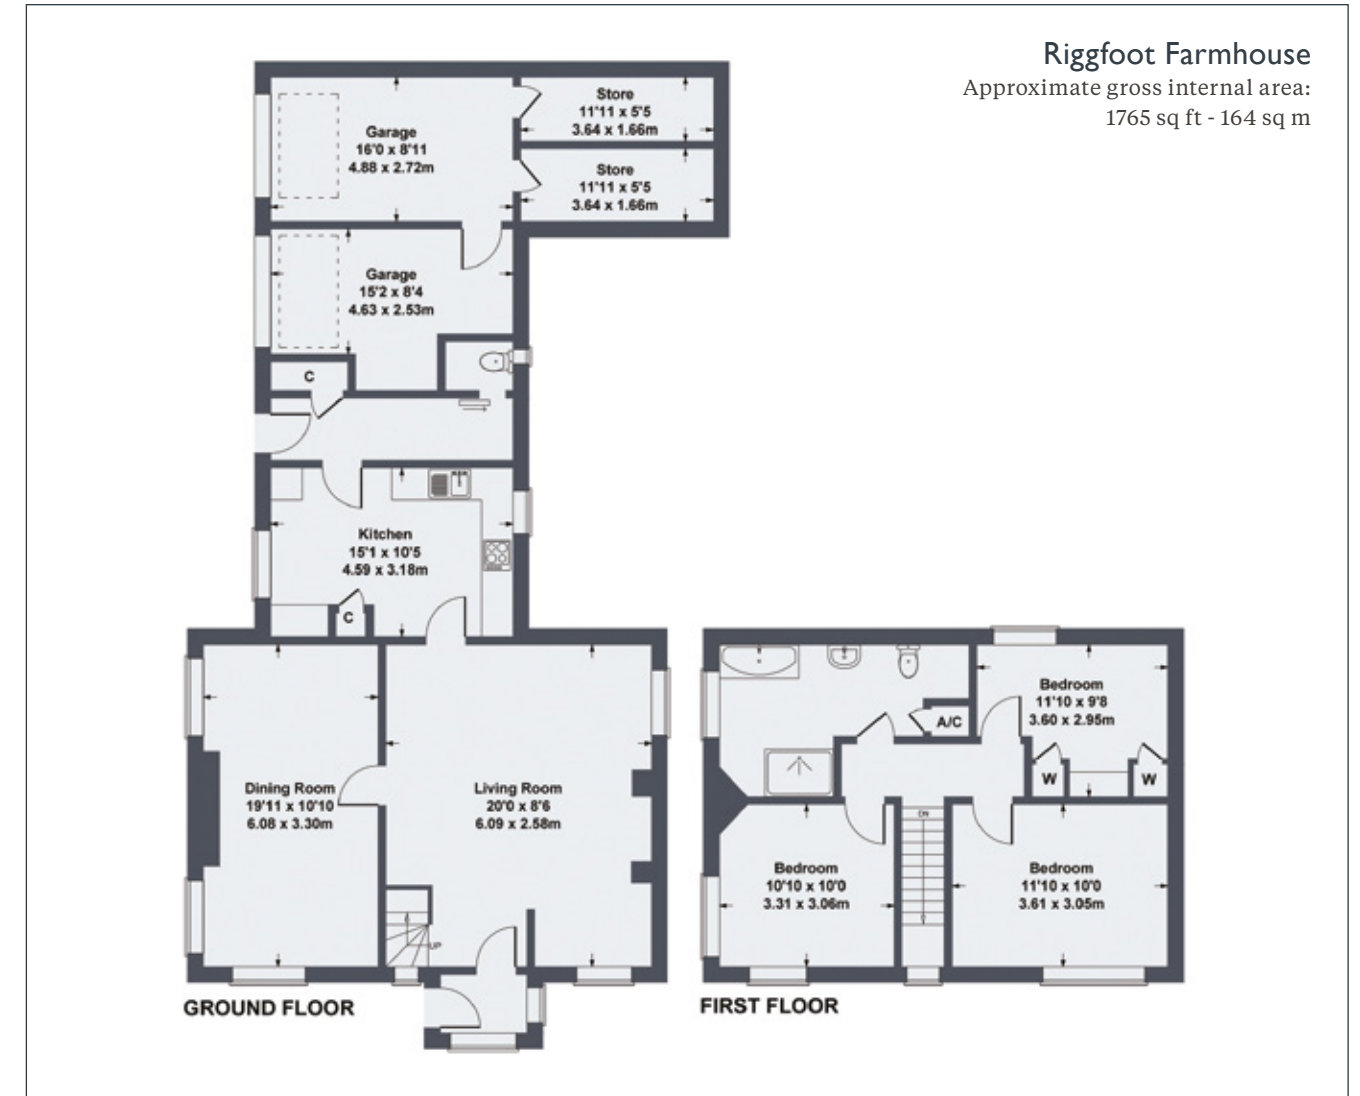 Riggfoot Farmhouse
Approximate gross internal area:
1765 sq ft - 164 sq m
Garage
16'0 x 8'11
4.88 x 2.72m
Store
11'11 x 5'5
3.64 x 1.66m
Store
11'11 x 5'5
3.64 x 1.66m
Garage
15'2 x 8'4
4.63 x 2.53m
C
Kitchen
15'1 x 10'5
4.59 x 3.18m
C
Dining Room
19'11 x 10'10
6.08 x 3.30m
Living Room
20'0 x 8'6
6.09 x 2.58m
UP
GROUND FLOOR
Bedroom
11'10 x 9'8
3.60 x 2.95m
A/C
W
W
DN
Bedroom
10'10 x 10'0
3.31 x 3.06m
Bedroom
11'10 x 10'0
3.61 x 3.05m
FIRST FLOOR